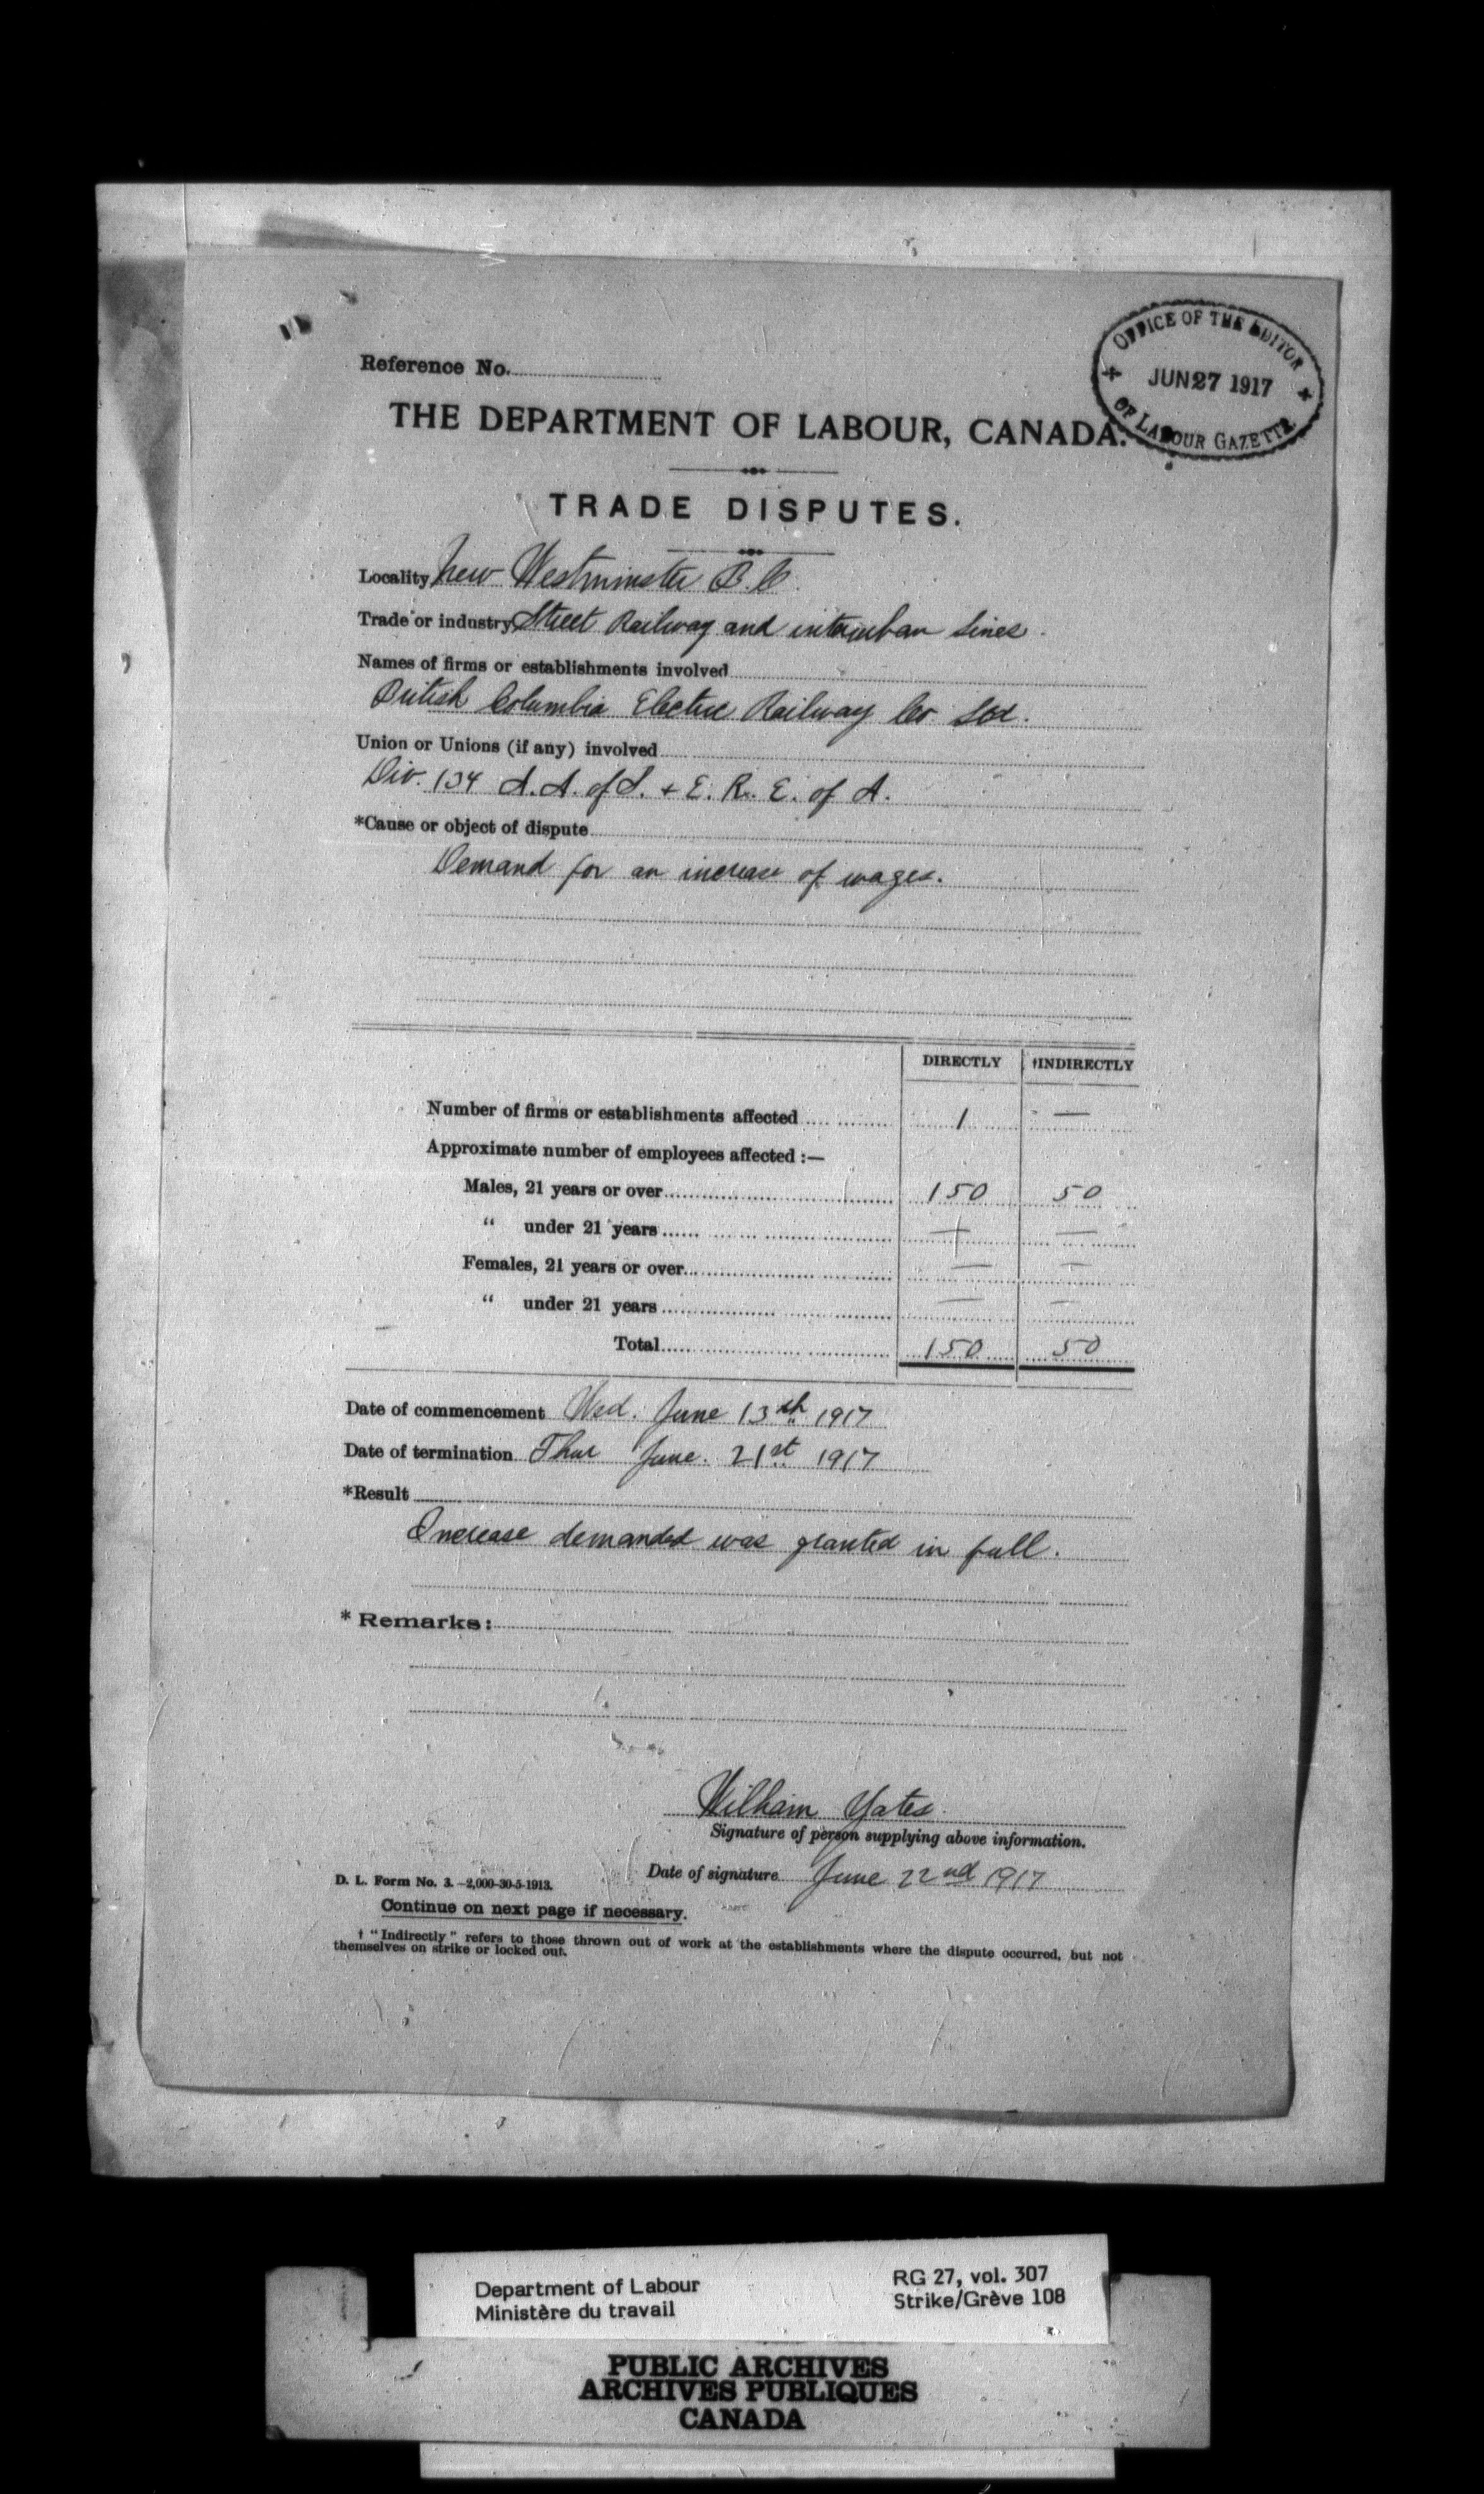 OFFICE OF THE EDITOR
JUN 27 1917
OF LABOUR GAZETTE
Reference No.
THE DEPARTMENT OF LABOUR, CANADA.
TRADE DISPUTES.
Locality New Westminster B.C.
Trade or industry Street Railway and interurban lines.
Names of firms or establishments involved
British Columbia Electric Railway Co Ltd.
Union or Unions (if any) involved
Div. 134 A.A. of S. + E. R. E. of A.
*Cause or object of dispute
Demand for an increase of wages.
DIRECTLY †INDIRECTLY
Number of firms or establishments affected 1 —
Approximate number of employees affected :—
Males, 21 years or over 150 50
“ under 21 years — —
Females, 21 years or over — —
“ under 21 years — —
Total 150 50
Date of commencement Wed. June 13th 1917
Date of termination Thur June. 21st 1917
*Result
Increase demanded was granted in full.
* Remarks:
William Yates.
Signature of person supplying above information.
Date of signature June 22nd 1917
D. L. Form No. 3.—2,000-30-5-1913.
Continue on next page if necessary.
† “Indirectly” refers to those thrown out of work at the establishments where the dispute occurred, but not
themselves on strike or locked out.
Department of Labour
Ministère du travail
RG 27, vol. 307
Strike/Grève 108
PUBLIC ARCHIVES
ARCHIVES PUBLIQUES
CANADA